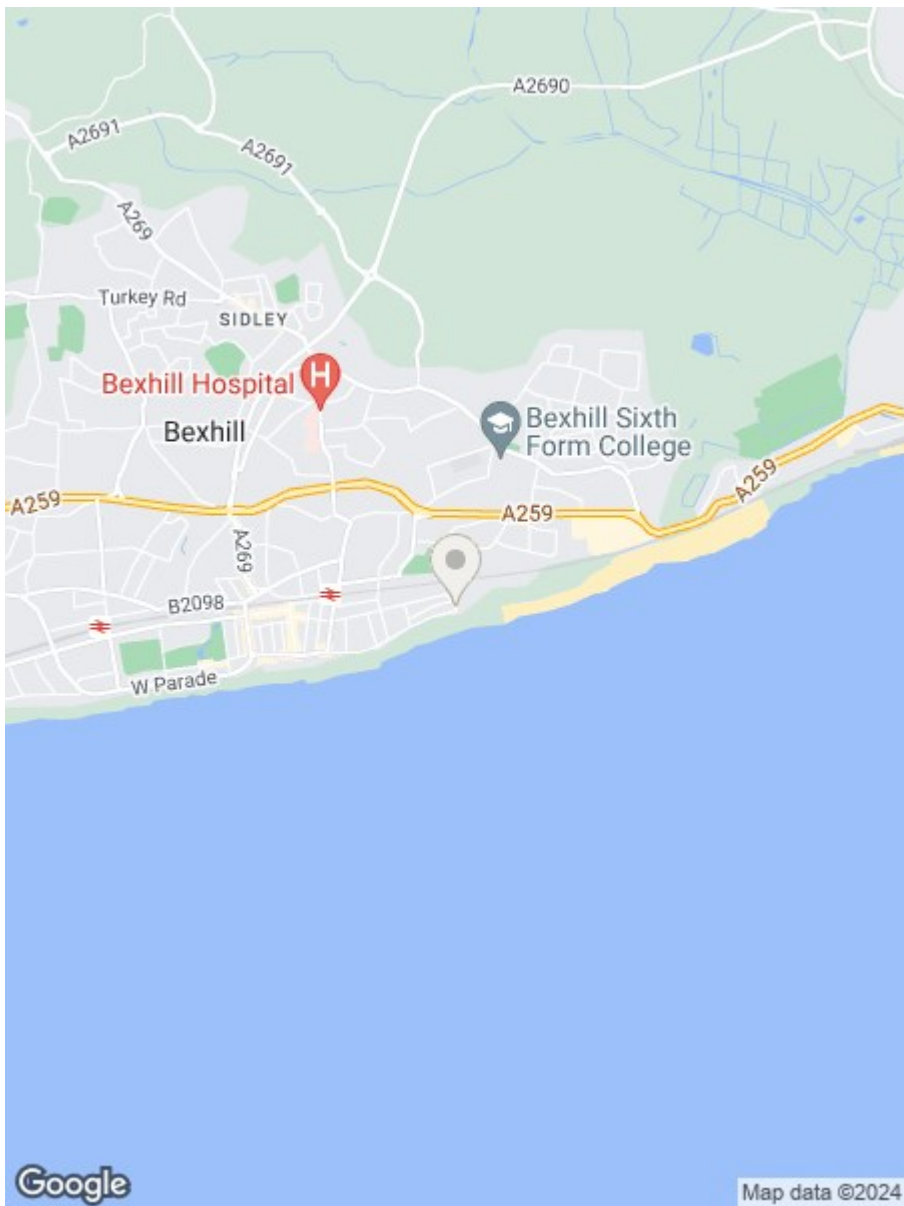 A2690
A2691
A2691
A269
Turkey Rd
SIDLEY
Bexhill Hospital
H
Bexhill
Bexhill Sixth
Form College
A259
A259
A259
A269
B2098
W Parade
Google
Map data ©2024